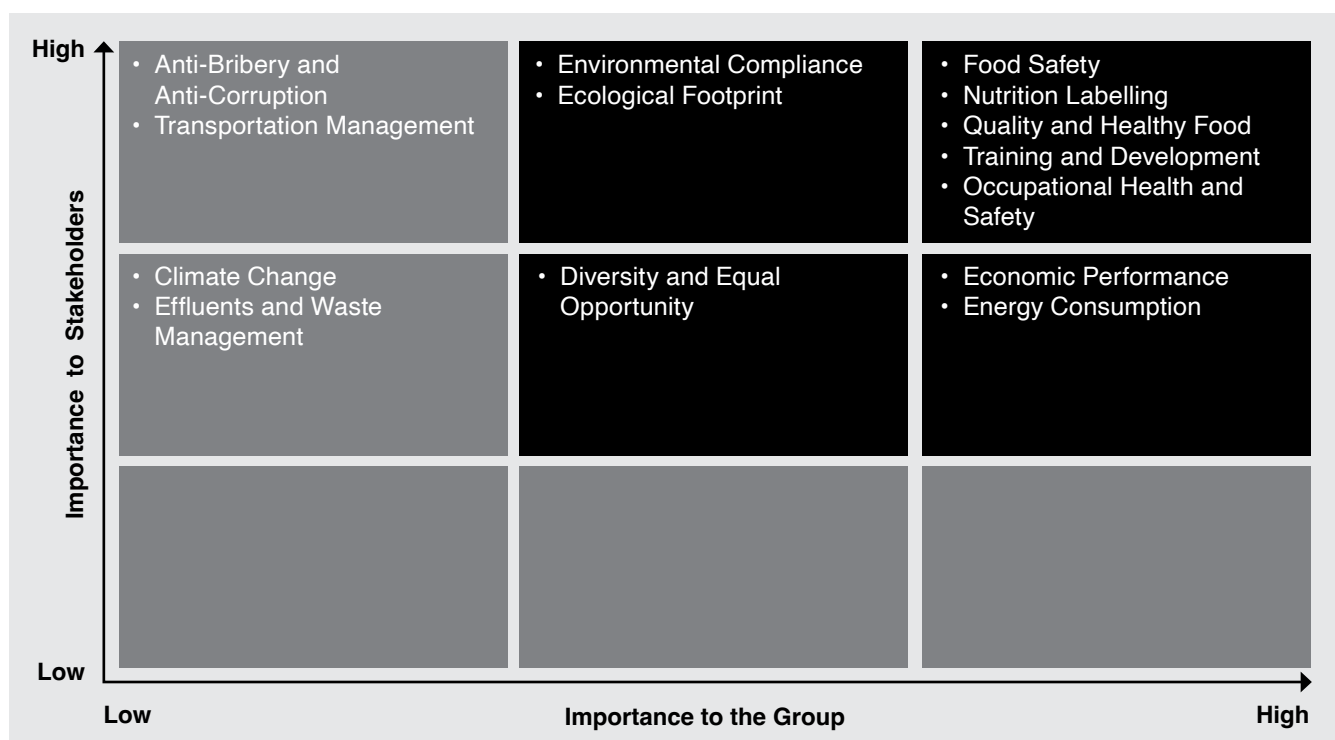 High
• Anti-Bribery and
Anti-Corruption
• Transportation Management
• Environmental Compliance
• Ecological Footprint
• Food Safety
• Nutrition Labelling
• Quality and Healthy Food
• Training and Development
• Occupational Health and
Safety
Importance to Stakeholders
• Climate Change
• Effluents and Waste
Management
• Diversity and Equal
Opportunity
• Economic Performance
• Energy Consumption
Low
Low
Importance to the Group
High